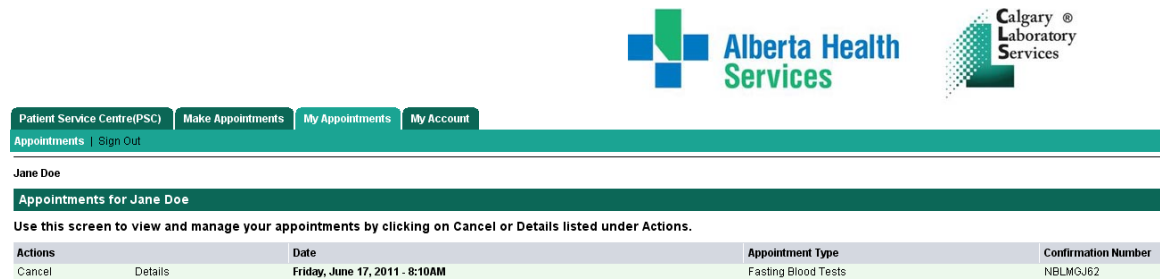 Alberta Health
Services
Calgary ®
Laboratory
Services
Patient Service Centre(PSC) Make Appointments My Appointments My Account
Appointments | Sign Out
Jane Doe
Appointments for Jane Doe
Use this screen to view and manage your appointments by clicking on Cancel or Details listed under Actions.
Actions Date Appointment Type Confirmation Number
Cancel Details Friday, June 17, 2011 - 8:10AM Fasting Blood Tests NBLMGJ62